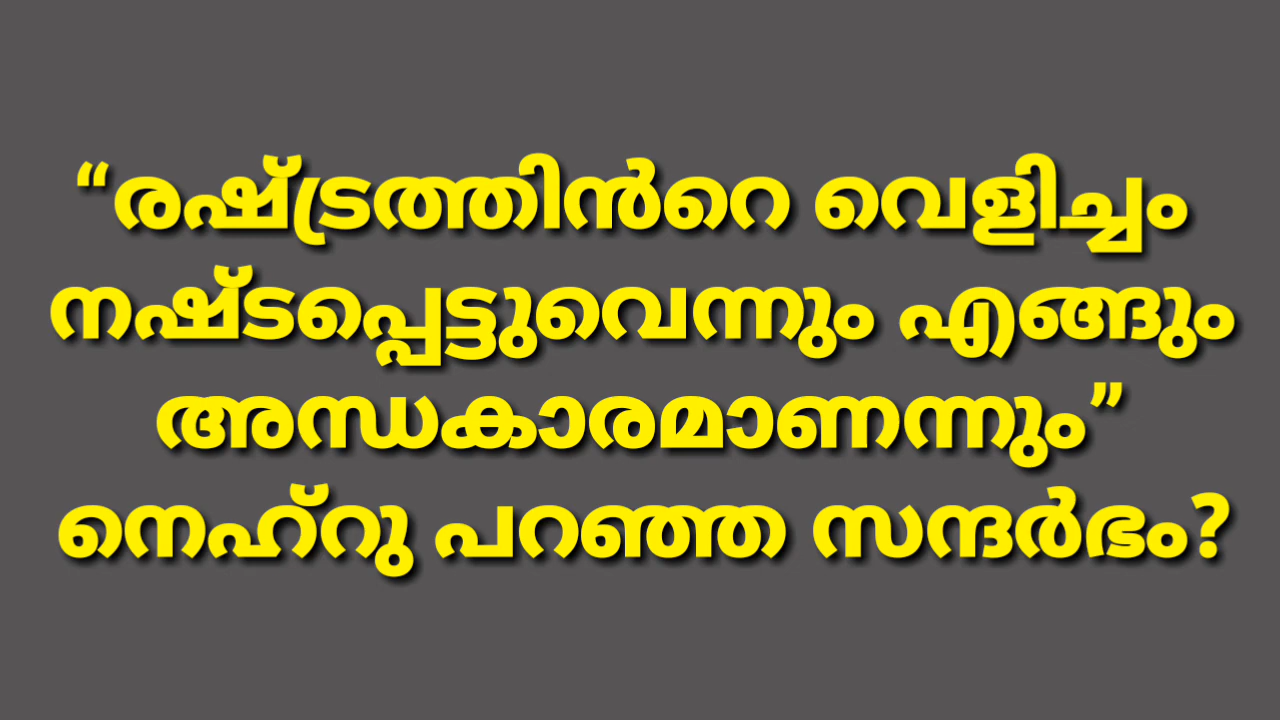 “രഷ്ട്രത്തിൻറെ വെളിച്ചം
നഷ്ടപ്പെട്ടുവെന്നും എങ്ങും
അന്ധകാരമാണന്നും”
നെഹ്റു പറഞ്ഞ സന്ദർഭം?